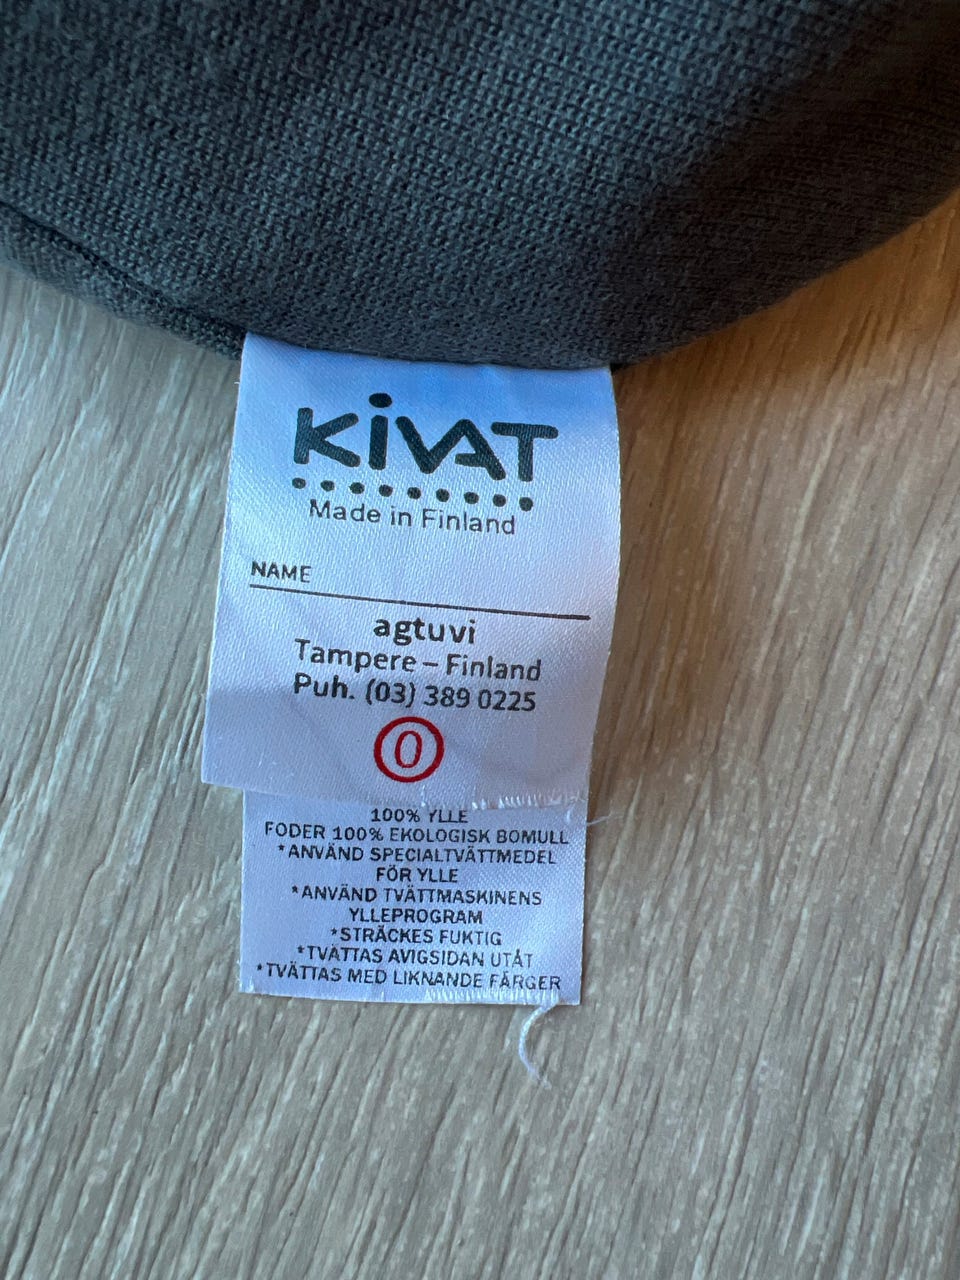 KiVAT
Made in Finland
NAME
agtuvi
Tampere – Finland
Puh. (03) 389 0225
0
100% YLLE
FODER 100% EKOLOGISK BOMULL
*ANVÄND SPECIALTVÄTTMEDEL
FÖR YLLE
*ANVÄND TVÄTTMASKINENS
YLLEPROGRAM
*STRÄCKES FUKTIG
*TVÄTTAS AVIGSIDAN UTÅT
*TVÄTTAS MED LIKNANDE FÄRGER